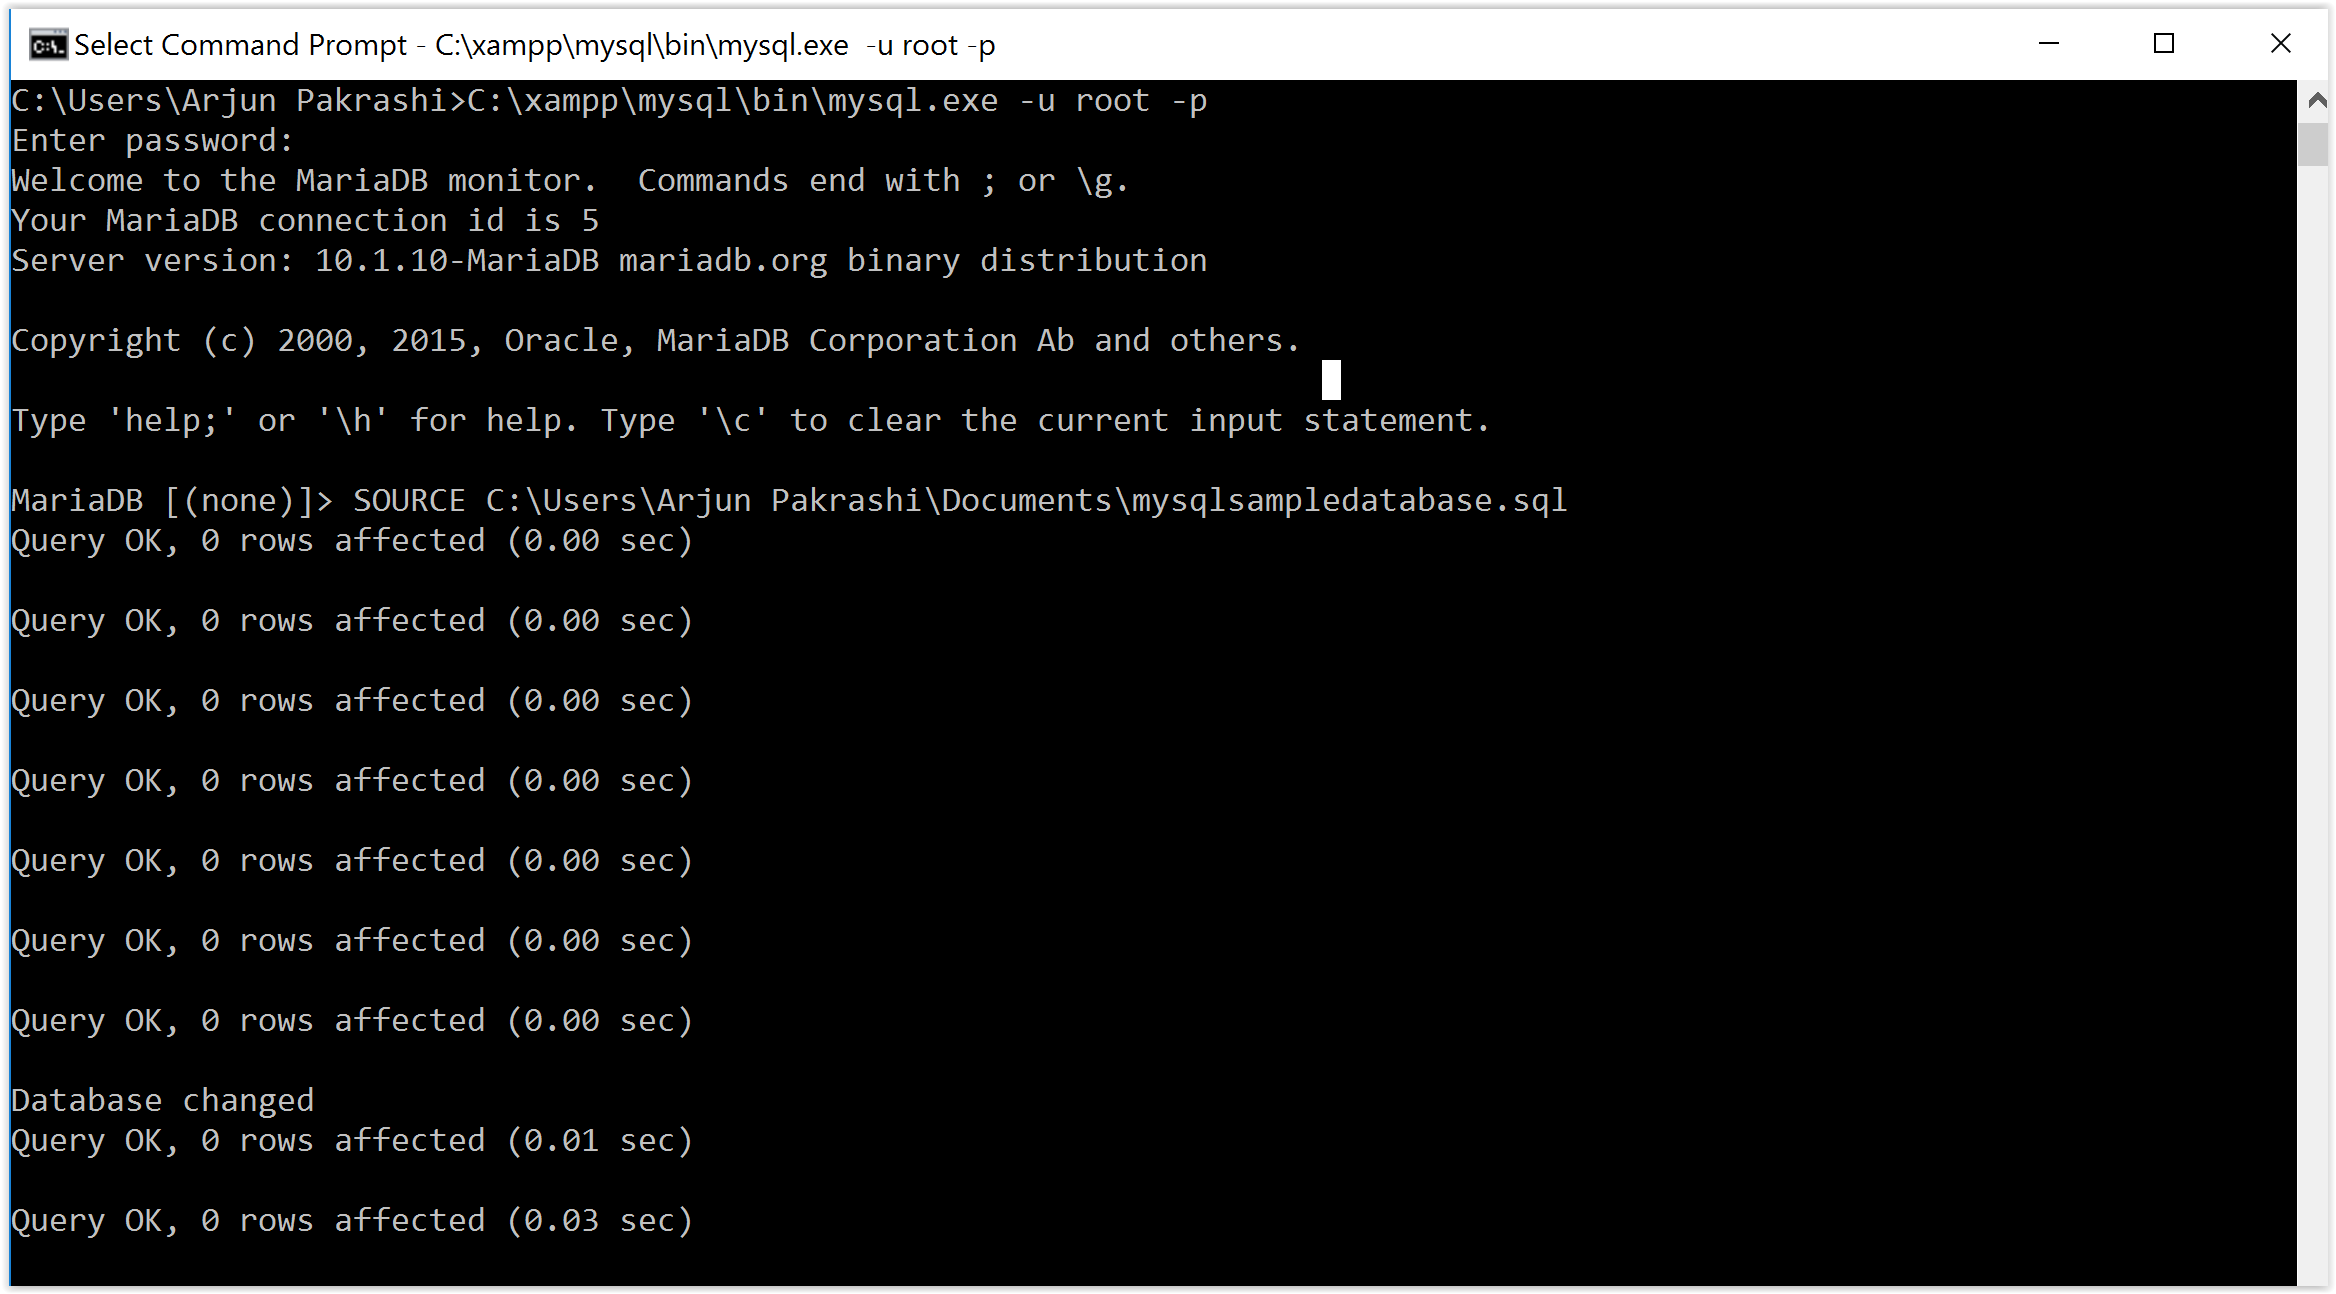 Select Command Prompt - C:\xampp\mysql\bin\mysql.exe  -u root -p
C:\Users\Arjun Pakrashi>C:\xampp\mysql\bin\mysql.exe -u root -p
Enter password:
Welcome to the MariaDB monitor.  Commands end with ; or \g.
Your MariaDB connection id is 5
Server version: 10.1.10-MariaDB mariadb.org binary distribution
Copyright (c) 2000, 2015, Oracle, MariaDB Corporation Ab and others.
Type 'help;' or '\h' for help. Type '\c' to clear the current input statement.
MariaDB [(none)]> SOURCE C:\Users\Arjun Pakrashi\Documents\mysqlsampledatabase.sql
Query OK, 0 rows affected (0.00 sec)
Query OK, 0 rows affected (0.00 sec)
Query OK, 0 rows affected (0.00 sec)
Query OK, 0 rows affected (0.00 sec)
Query OK, 0 rows affected (0.00 sec)
Query OK, 0 rows affected (0.00 sec)
Query OK, 0 rows affected (0.00 sec)
Database changed
Query OK, 0 rows affected (0.01 sec)
Query OK, 0 rows affected (0.03 sec)